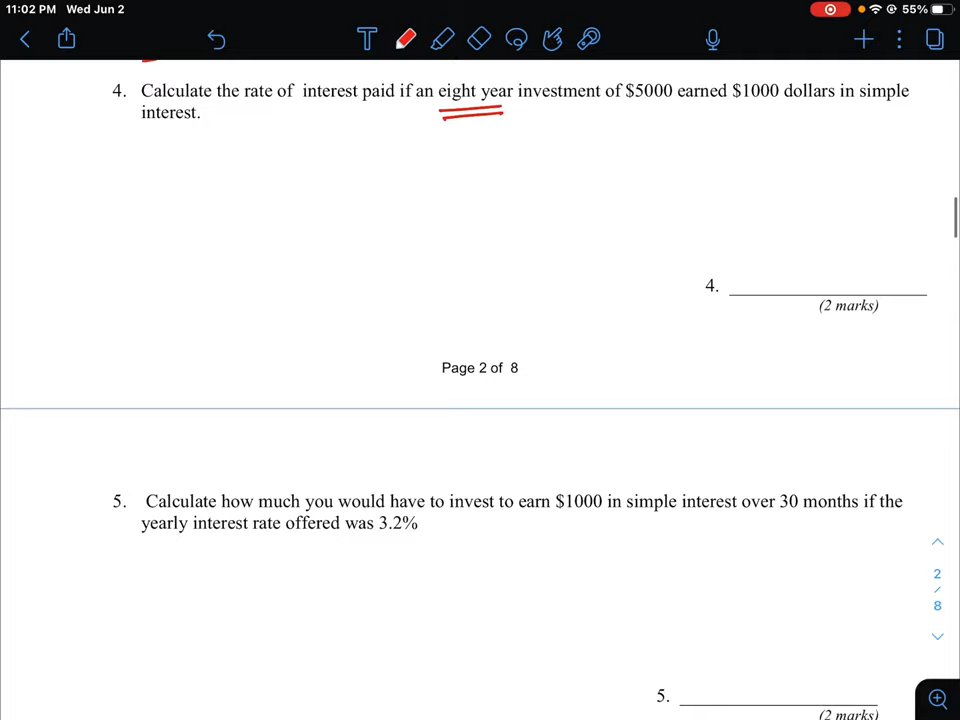 11:02 PM Wed Jun 2
55%
4. Calculate the rate of interest paid if an eight year investment of $5000 earned $1000 dollars in simple
interest.
4. ____________________
(2 marks)
Page 2 of 8
5. Calculate how much you would have to invest to earn $1000 in simple interest over 30 months if the
yearly interest rate offered was 3.2%
2
/
8
5. ____________________
(2 marks)